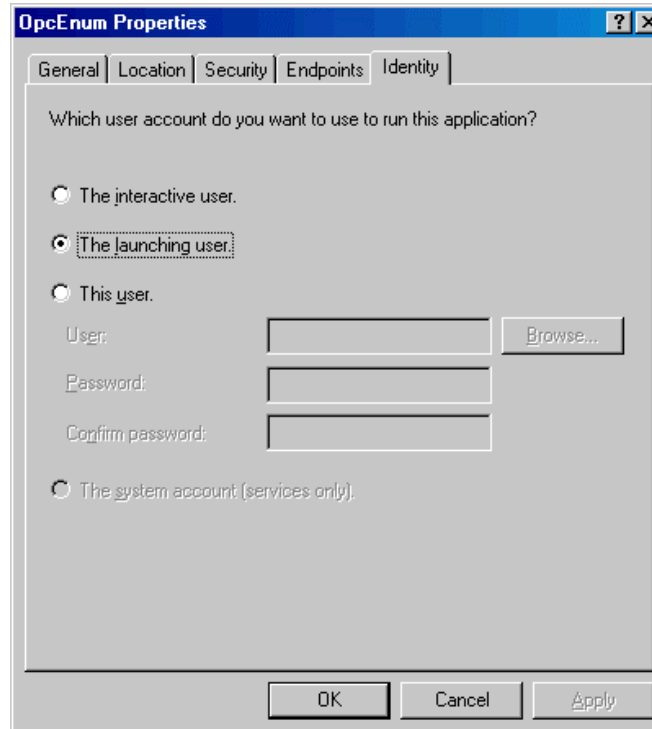 OpcEnum Properties
General Location Security Endpoints Identity
Which user account do you want to use to run this application?
The interactive user.
The launching user.
This user.
User:
Browse...
Password:
Confirm password:
The system account (services only).
OK Cancel Apply